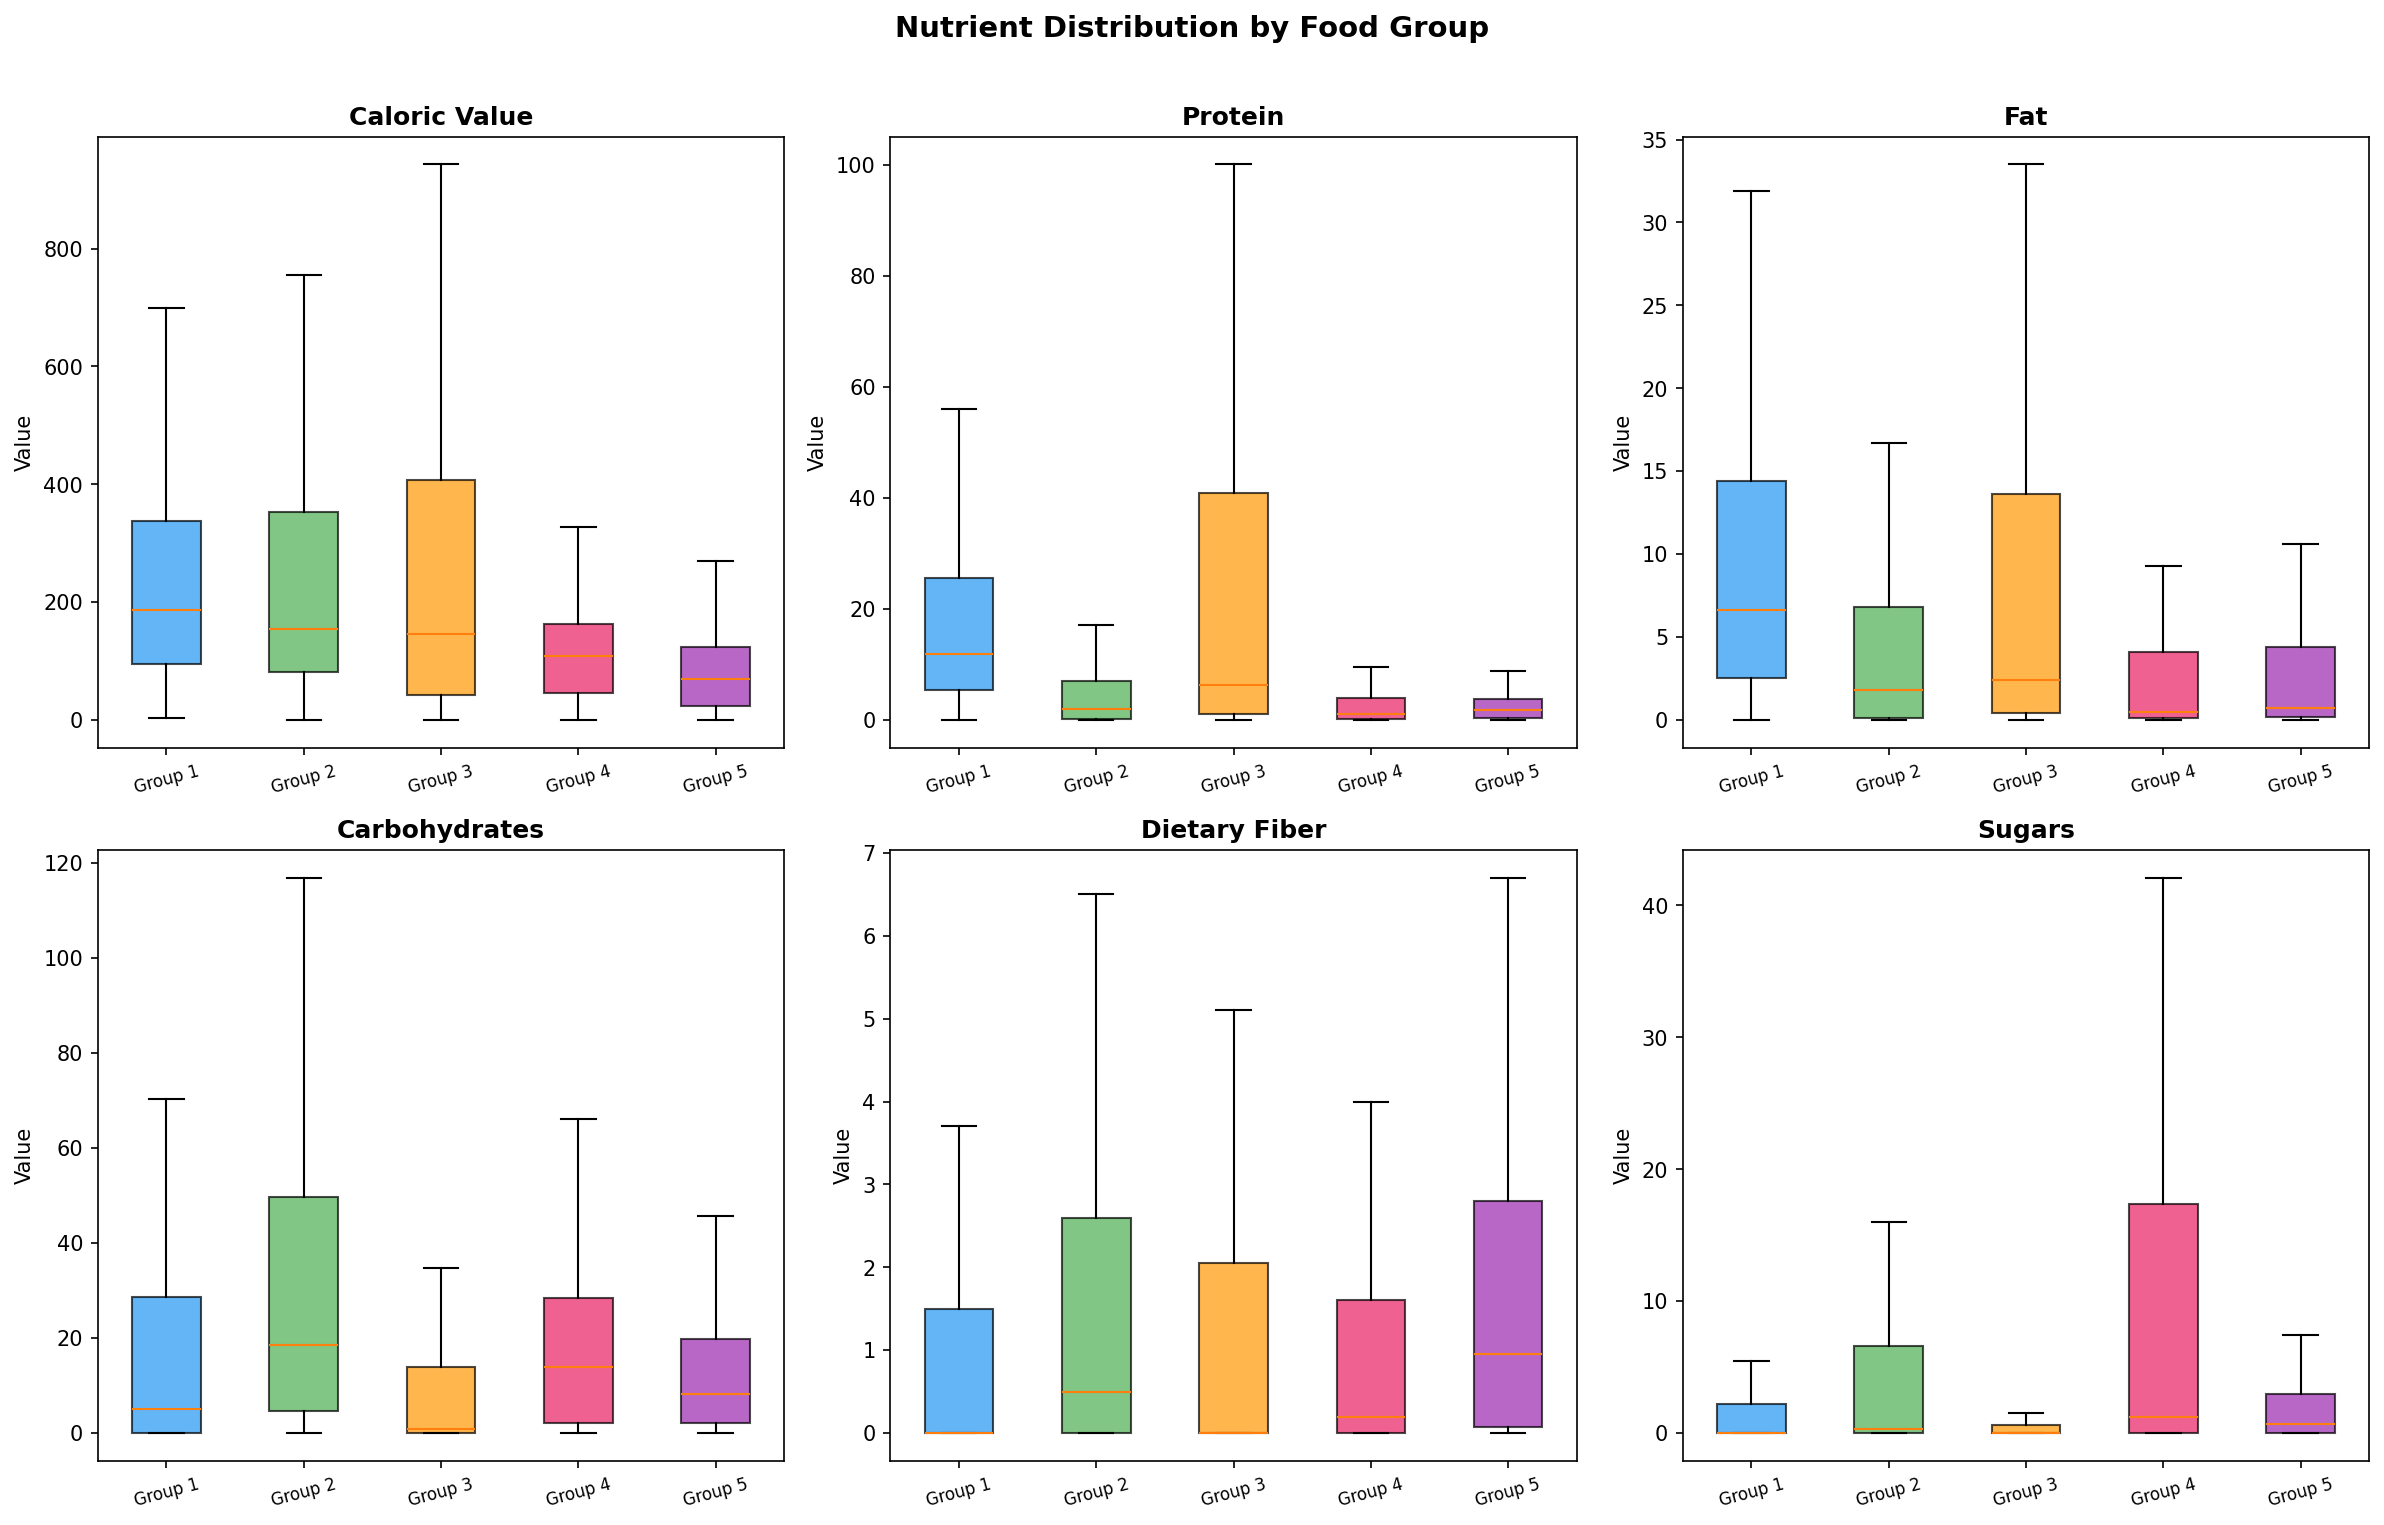 Nutrient Distribution by Food Group
Caloric Value
Value
800
600
400
200
0
Group 1 Group 2 Group 3 Group 4 Group 5
Protein
Value
100
80
60
40
20
0
Group 1 Group 2 Group 3 Group 4 Group 5
Fat
Value
35
30
25
20
15
10
5
0
Group 1 Group 2 Group 3 Group 4 Group 5
Carbohydrates
Value
120
100
80
60
40
20
0
Group 1 Group 2 Group 3 Group 4 Group 5
Dietary Fiber
Value
7
6
5
4
3
2
1
0
Group 1 Group 2 Group 3 Group 4 Group 5
Sugars
Value
40
30
20
10
0
Group 1 Group 2 Group 3 Group 4 Group 5